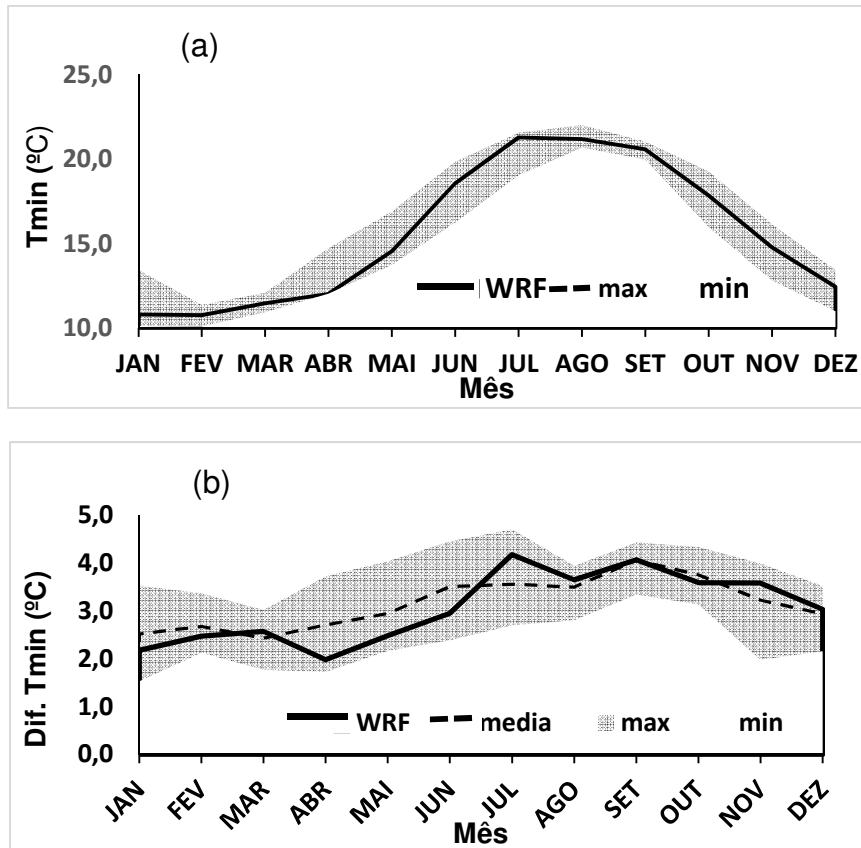 (a)
25,0
20,0
15,0
10,0
Tmin (ºC)
WRF max min
JAN FEV MAR ABR MAI JUN JUL AGO SET OUT NOV DEZ
Mês
(b)
5,0
4,0
3,0
2,0
1,0
0,0
Dif. Tmin (ºC)
WRF media max min
JAN FEV MAR ABR MAI JUN JUL AGO SET OUT NOV DEZ
Mês